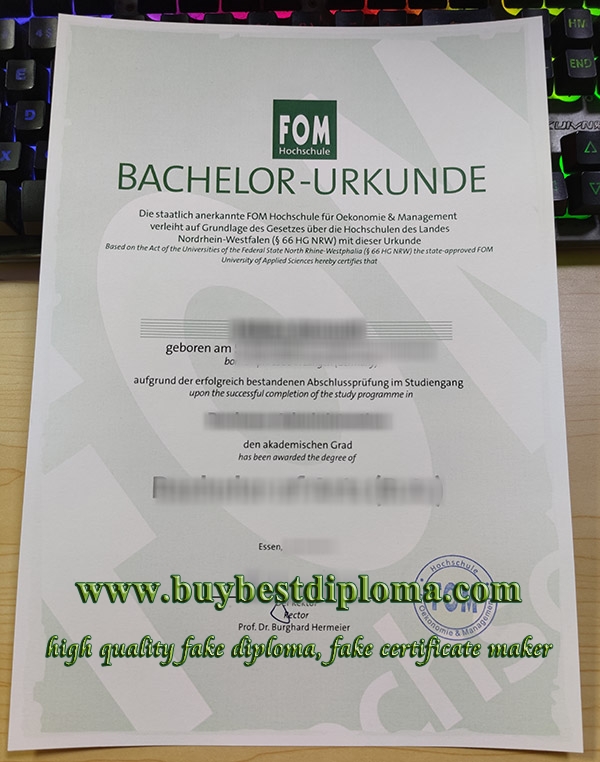 FOM
Hochschule
BACHELOR-URKUNDE
Die staatlich anerkannte FOM Hochschule für Oekonomie & Management
verleiht auf Grundlage des Gesetzes über die Hochschulen des Landes
Nordrhein-Westfalen (§ 66 HG NRW) mit dieser Urkunde
Based on the Act of the Universities of the Federal State North Rhine-Westphalia (§ 66 HG NRW) the state-approved FOM
University of Applied Sciences hereby certifies that
geboren am
aufgrund der erfolgreich bestandenen Abschlussprüfung im Studiengang
upon the successful completion of the study programme in
den akademischen Grad
has been awarded the degree of
Essen,
Hochschule
FOM
Oekonomie & Management
www.buybestdiploma.com
Rector
Prof. Dr. Burghard Hermeier
high quality fake diploma, fake certificate maker
END